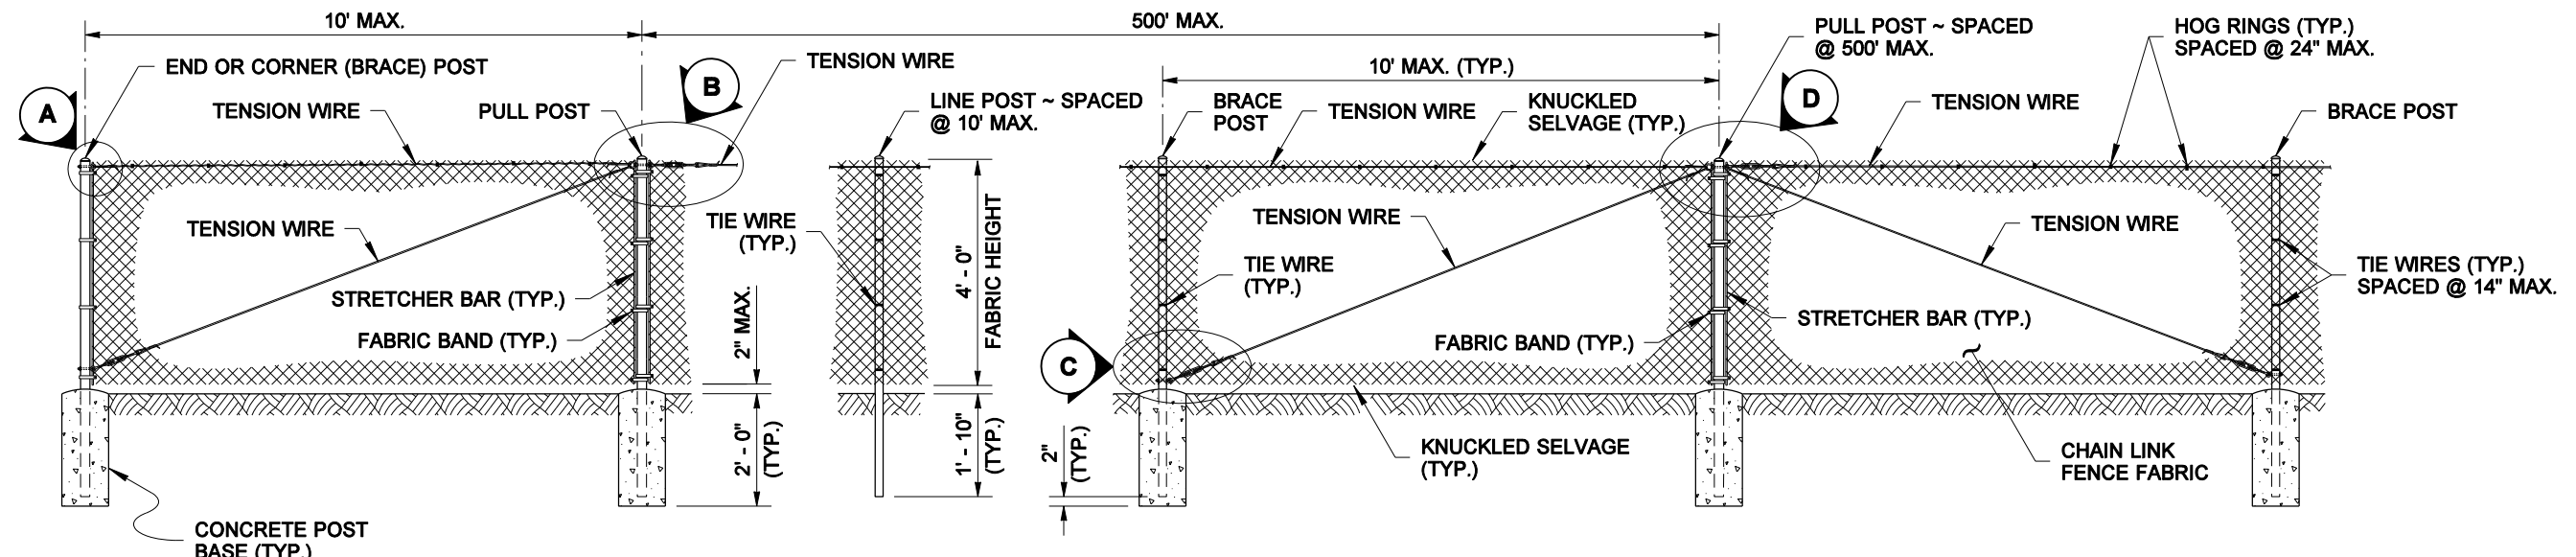 10' MAX.
500' MAX.
PULL POST ~ SPACED
@ 500' MAX.
HOG RINGS (TYP.)
SPACED @ 24" MAX.
END OR CORNER (BRACE) POST
TENSION WIRE
10' MAX. (TYP.)
A
B
D
TENSION WIRE
PULL POST
LINE POST ~ SPACED
@ 10' MAX.
BRACE
POST
TENSION WIRE
KNUCKLED
SELVAGE (TYP.)
TENSION WIRE
BRACE POST
TENSION WIRE
TIE WIRE
(TYP.)
4' - 0"
FABRIC HEIGHT
TENSION WIRE
TENSION WIRE
TIE WIRE
(TYP.)
TIE WIRES (TYP.)
SPACED @ 14" MAX.
STRETCHER BAR (TYP.)
FABRIC BAND (TYP.)
2" MAX.
STRETCHER BAR (TYP.)
FABRIC BAND (TYP.)
C
2' - 0"
(TYP.)
1' - 10"
(TYP.)
2"
(TYP.)
KNUCKLED SELVAGE
(TYP.)
CHAIN LINK
FENCE FABRIC
CONCRETE POST
BASE (TYP.)